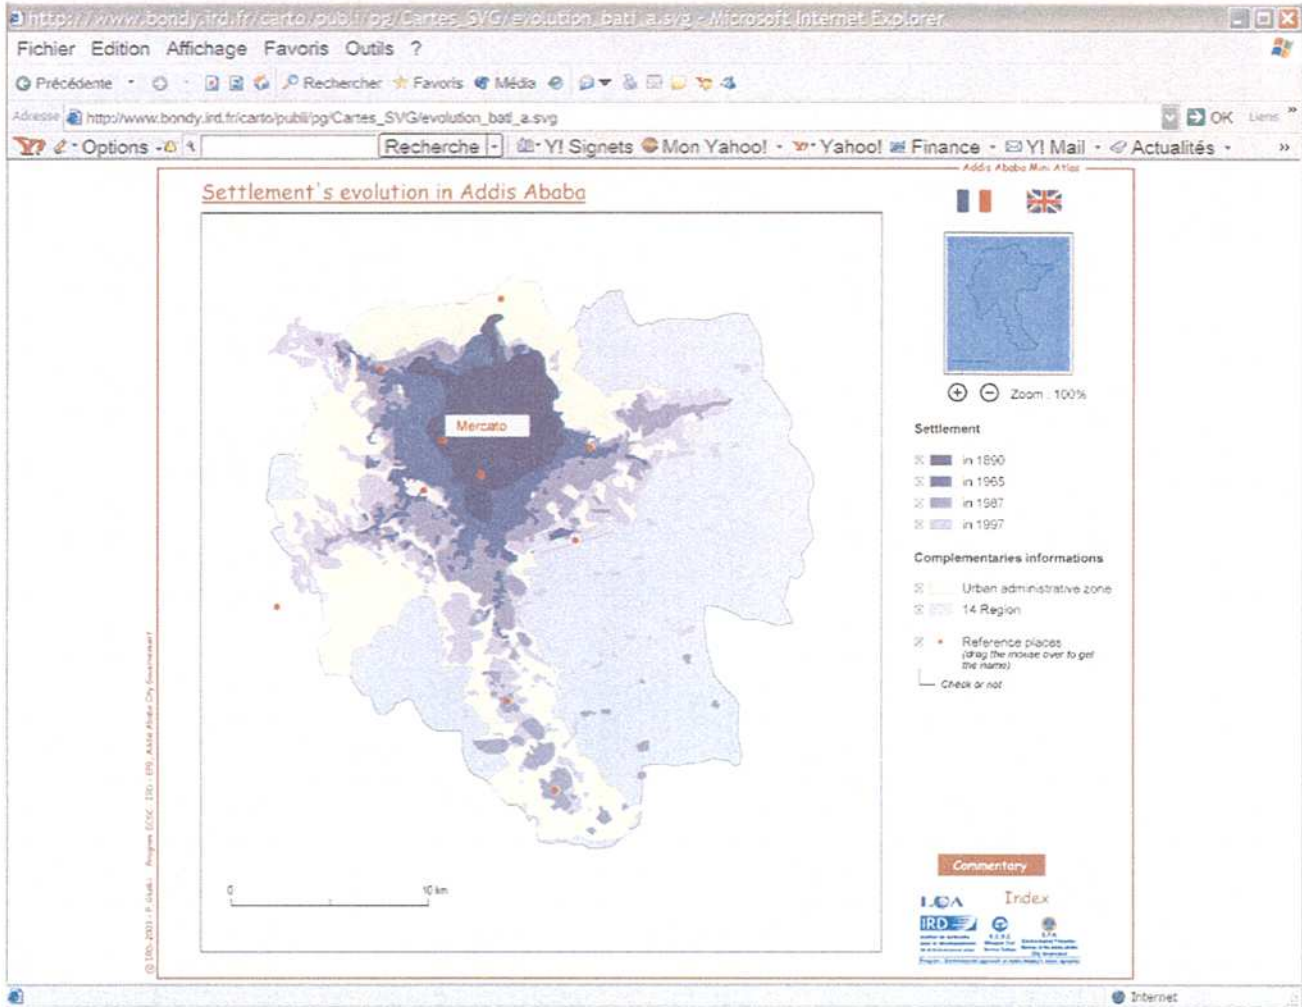 http://www.bondy.ird.fr/carto/publi/pg/Cartes_SVG/evolution_bati_a.svg - Microsoft Internet Explorer
Fichier Edition Affichage Favoris Outils ?
Précédente Rechercher Favoris Média
Adresse http://www.bondy.ird.fr/carto/publi/pg/Cartes_SVG/evolution_bati_a.svg OK Liens »
Y? Options Recherche Y! Signets Mon Yahoo! Yahoo! Finance Y! Mail Actualités »
Addis Ababa Mini Atlas
Settlement's evolution in Addis Ababa
Mercato
0 10 km
Zoom : 100%
Settlement
in 1890
in 1965
in 1987
in 1997
Complementaries informations
Urban administrative zone
14 Region
Reference places
(drag the mouse over to get
the name)
Check or not
Commentary
Index
IRD
Internet